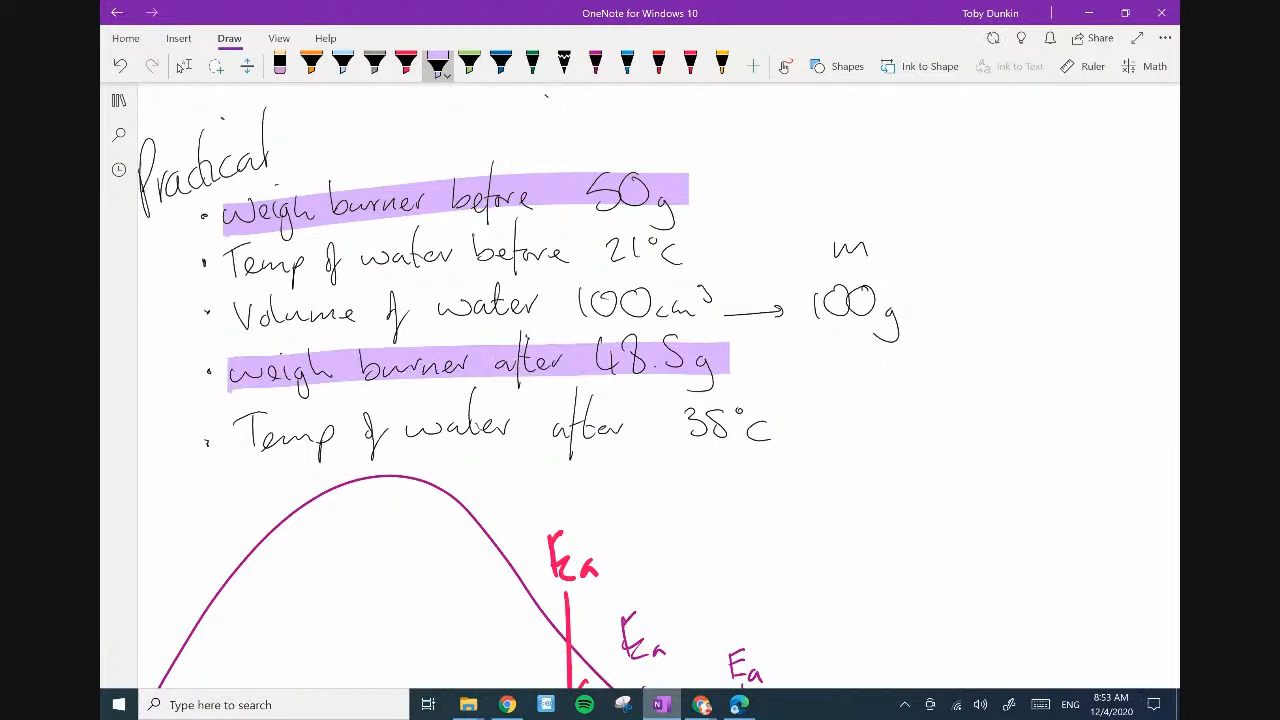 OneNote for Windows 10
Toby Dunkin
Home Insert Draw View Help
Share
Shapes
Ink to Shape
Ink to Text
Ruler
Math
Practical
• weigh burner before 50g
• Temp of water before 21°C
m
• Volume of water 100cm³ → 100g
• weigh burner after 48.5g
• Temp of water after 38°C
Ea
Ea
Ea
Type here to search
ENG
8:53 AM
12/4/2020